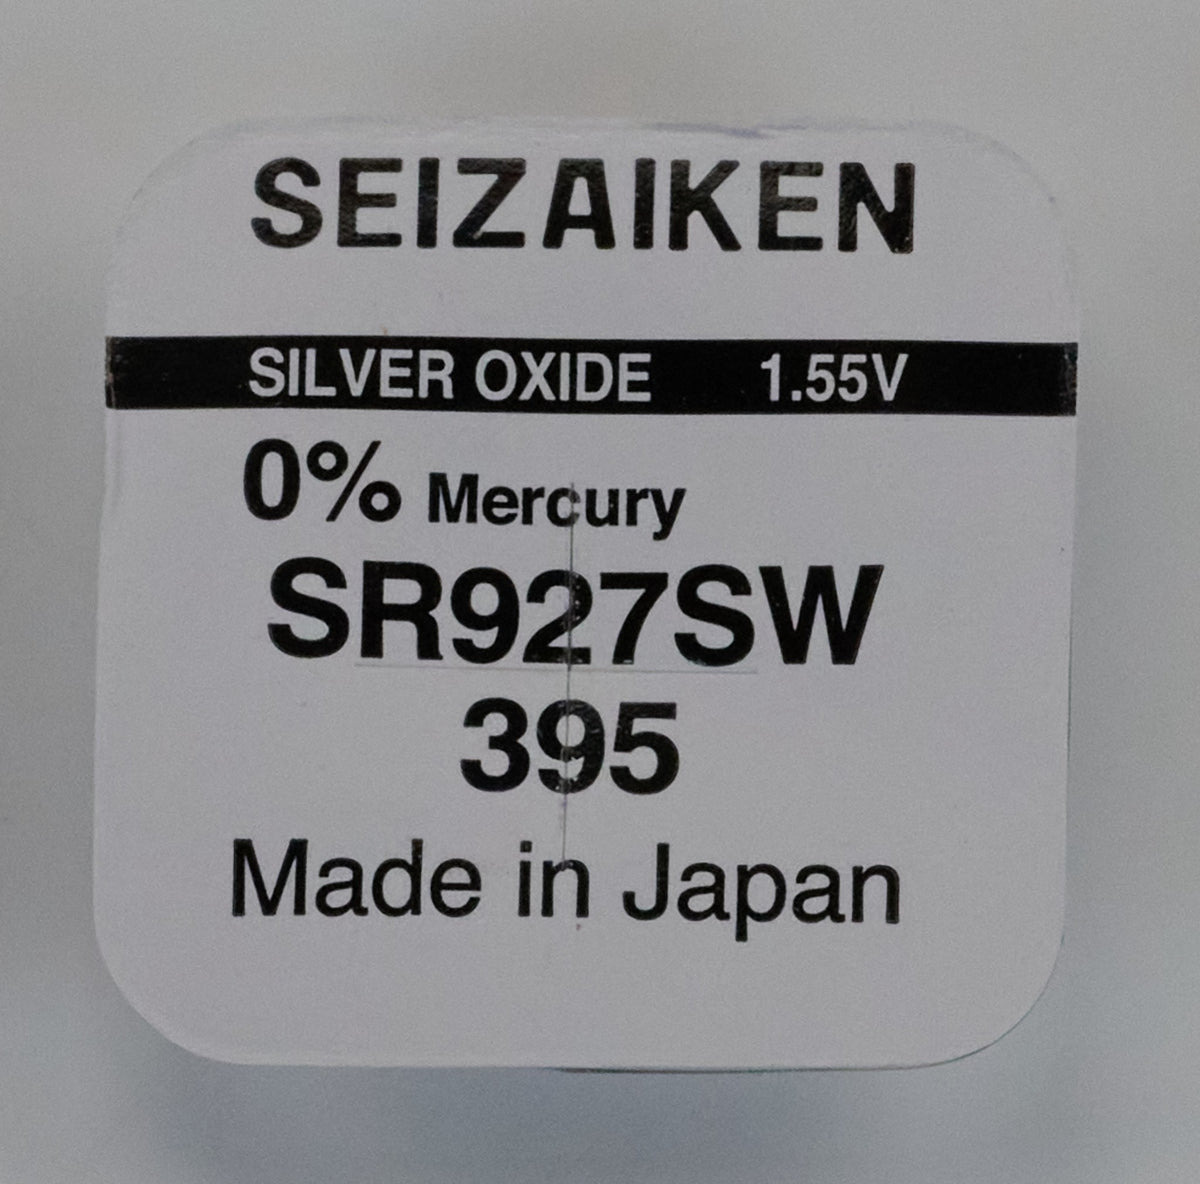 SEIZAIKEN
SILVER OXIDE 1.55V
0% Mercury
SR927SW
395
Made in Japan